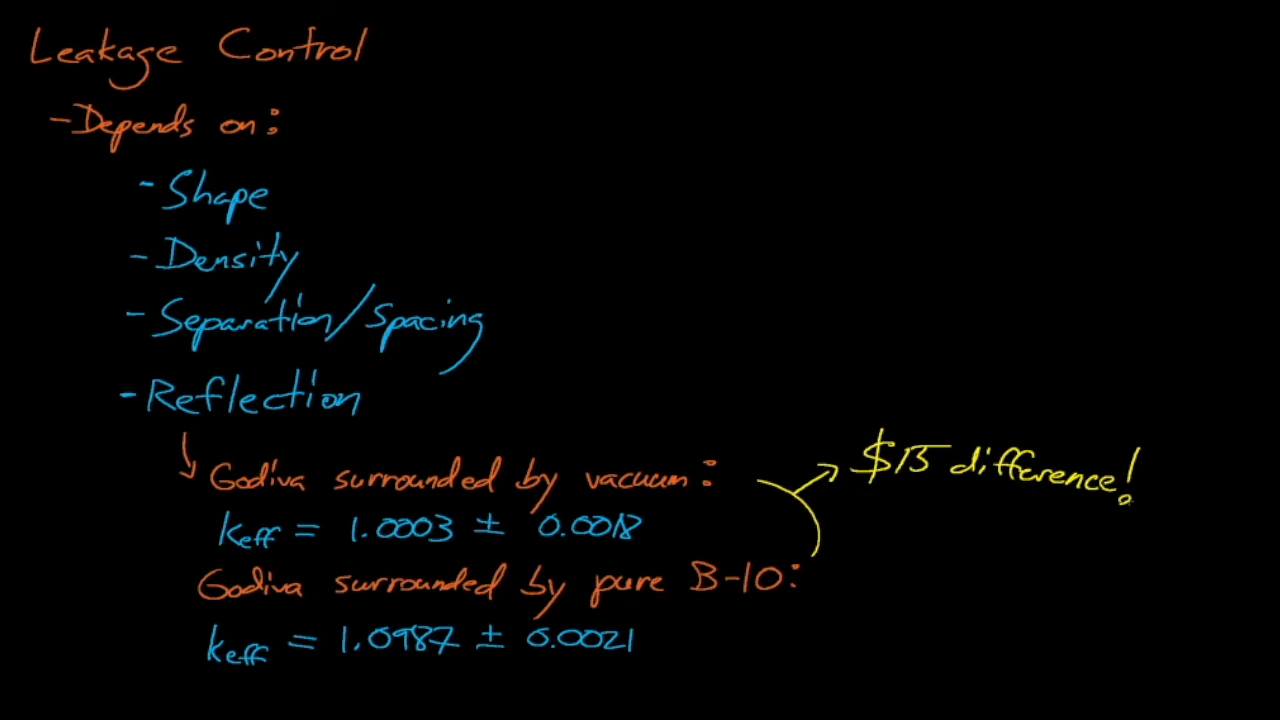 Leakage Control
- Depends on:
- Shape
- Density
- Separation/Spacing
- Reflection
↳ Godiva surrounded by vacuum:
keff = 1.0003 ± 0.0018
Godiva surrounded by pure B-10:
keff = 1.0987 ± 0.0021
$15 difference!